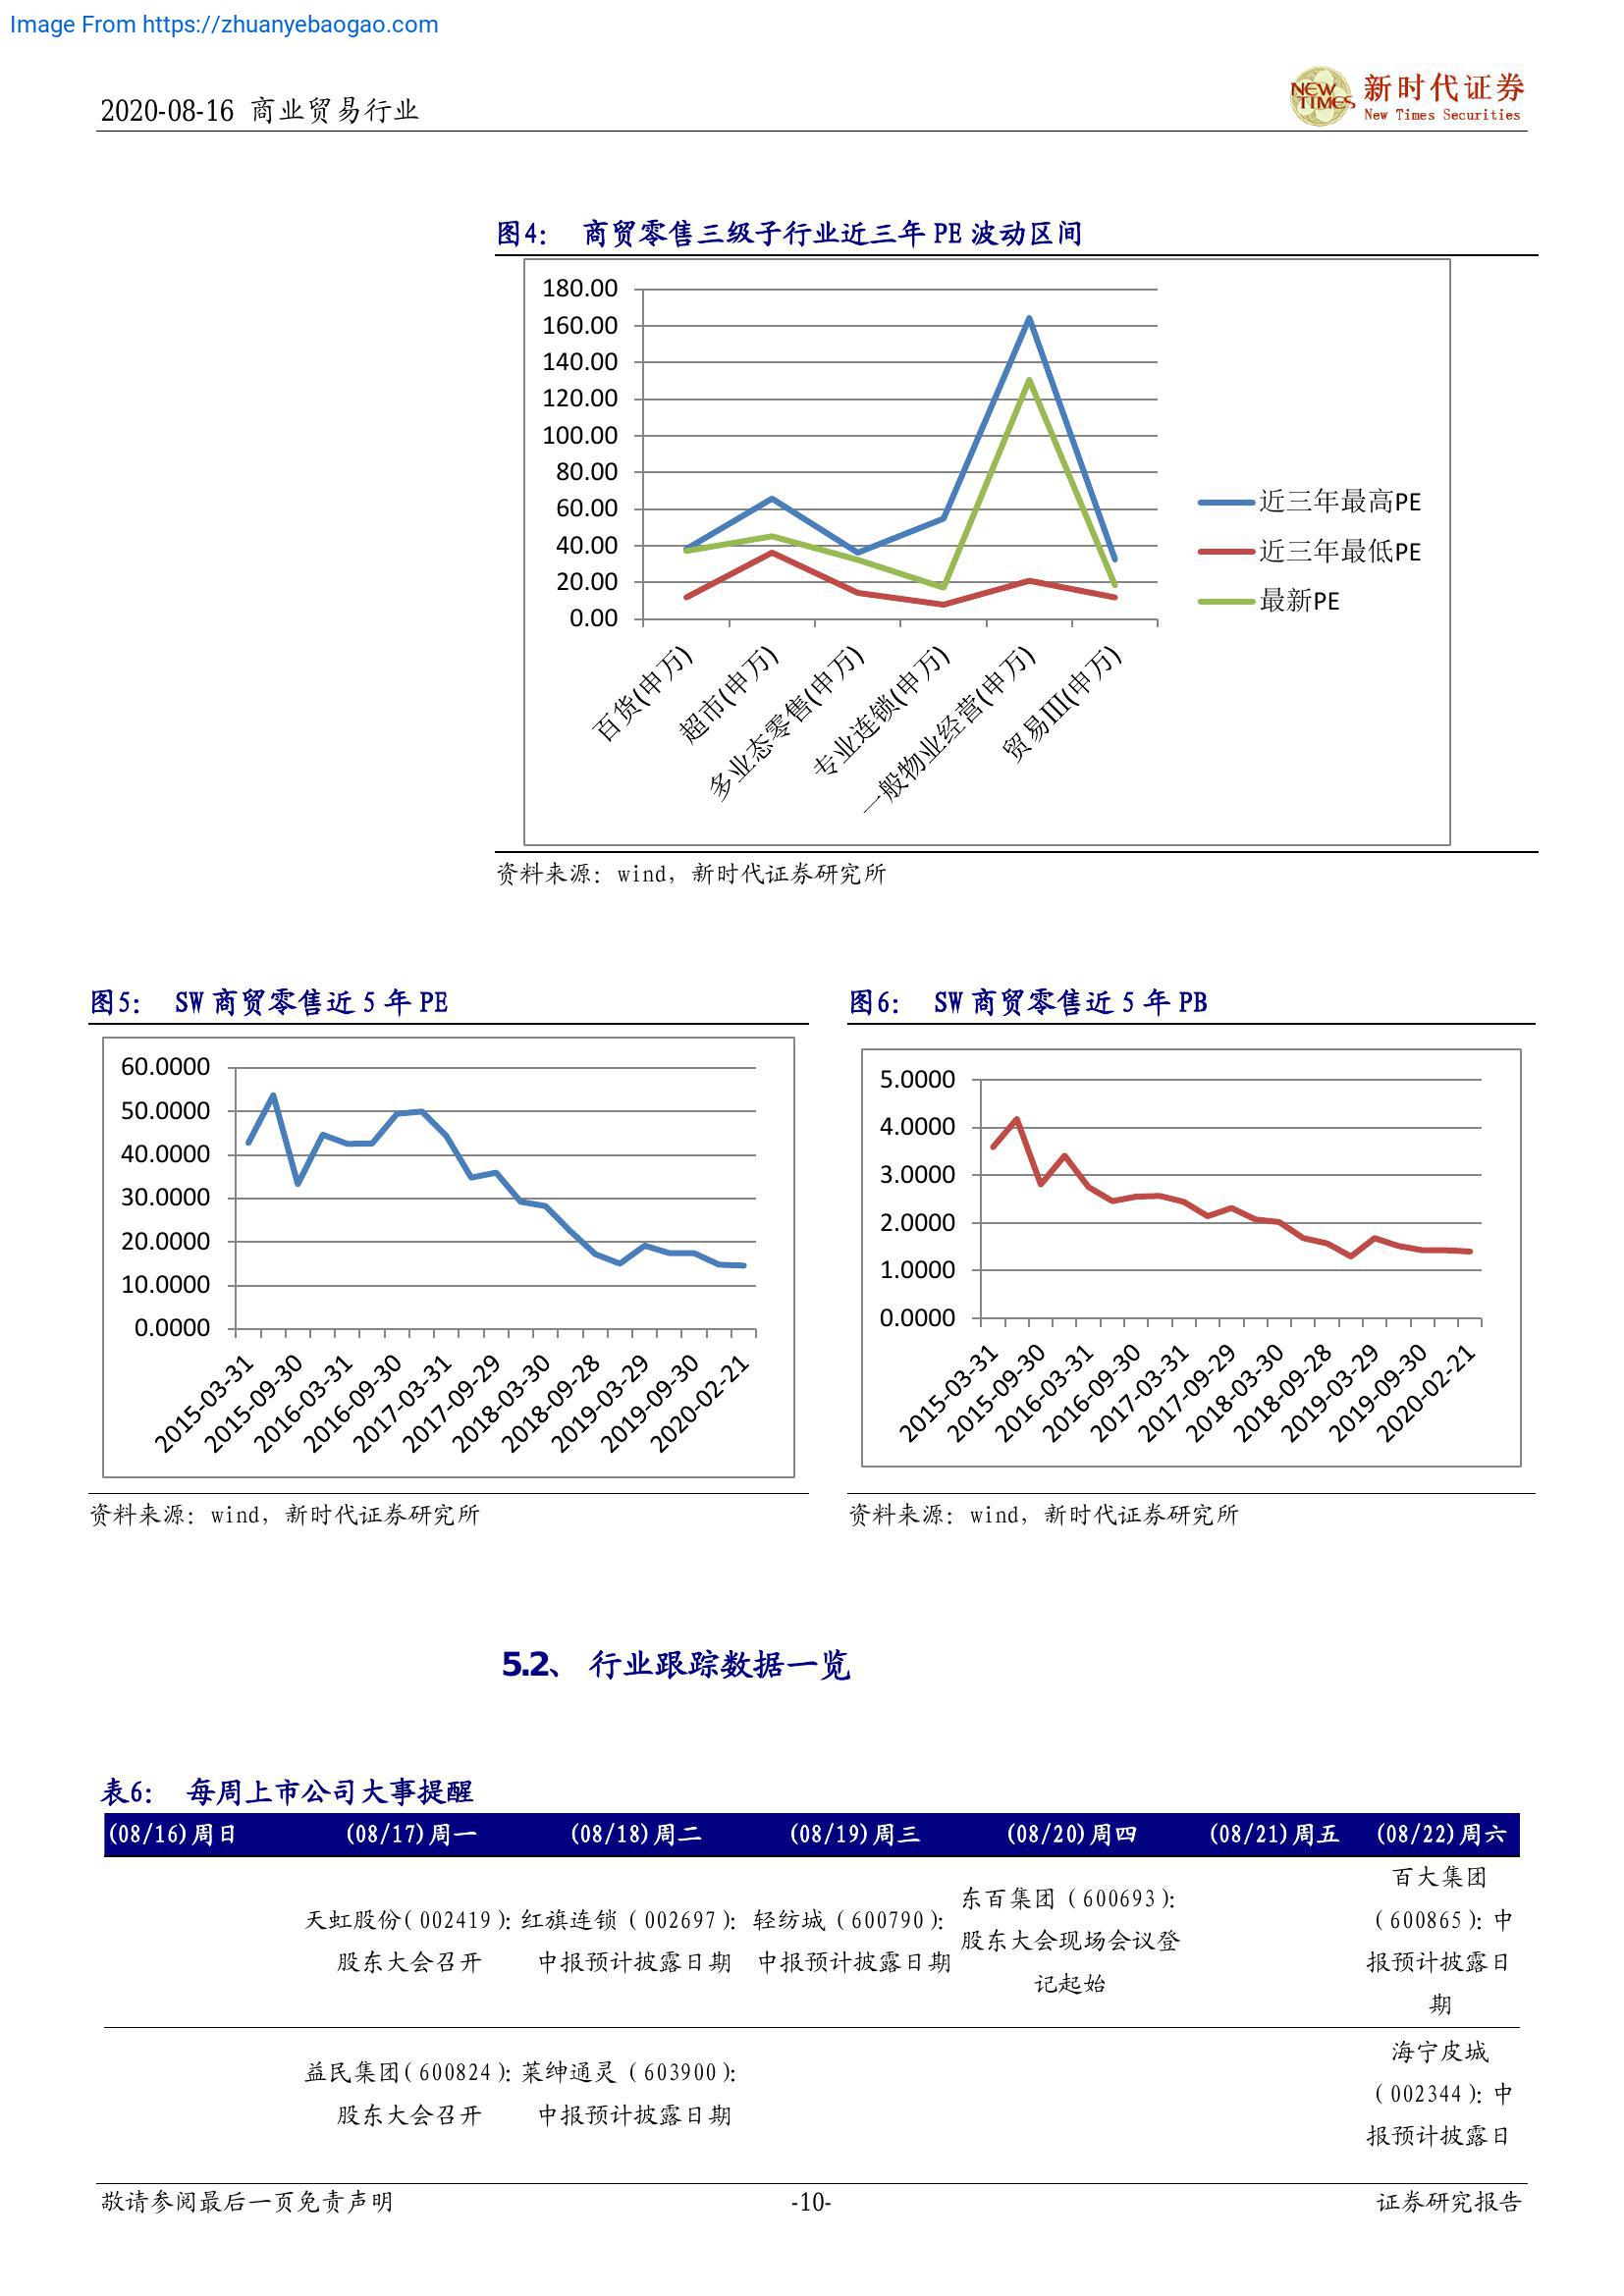 Image From https://zhuanyebaogao.com
2020-08-16 商业贸易行业
NEW TIMES
新时代证券
New Times Securities
图4： 商贸零售三级子行业近三年 PE 波动区间
180.00
160.00
140.00
120.00
100.00
80.00
60.00
40.00
20.00
0.00
百货(申万)
超市(申万)
多业态零售(申万)
专业连锁(申万)
一般物业经营(申万)
贸易III(申万)
近三年最高PE
近三年最低PE
最新PE
资料来源：wind，新时代证券研究所
图5： SW 商贸零售近 5 年 PE
60.0000
50.0000
40.0000
30.0000
20.0000
10.0000
0.0000
2015-03-31
2015-09-30
2016-03-31
2016-09-30
2017-03-31
2017-09-29
2018-03-30
2018-09-28
2019-03-29
2019-09-30
2020-02-21
资料来源：wind，新时代证券研究所
图6： SW 商贸零售近 5 年 PB
5.0000
4.0000
3.0000
2.0000
1.0000
0.0000
2015-03-31
2015-09-30
2016-03-31
2016-09-30
2017-03-31
2017-09-29
2018-03-30
2018-09-28
2019-03-29
2019-09-30
2020-02-21
资料来源：wind，新时代证券研究所
5.2、 行业跟踪数据一览
表6： 每周上市公司大事提醒
(08/16)周日 (08/17)周一 (08/18)周二 (08/19)周三 (08/20)周四 (08/21)周五 (08/22)周六
天虹股份(002419)：
股东大会召开
红旗连锁(002697)：
中报预计披露日期
轻纺城(600790)：
中报预计披露日期
东百集团(600693)：
股东大会现场会议登
记起始
百大集团
(600865)：中
报预计披露日
期
益民集团(600824)：
股东大会召开
莱绅通灵(603900)：
中报预计披露日期
海宁皮城
(002344)：中
报预计披露日
敬请参阅最后一页免责声明 -10- 证券研究报告